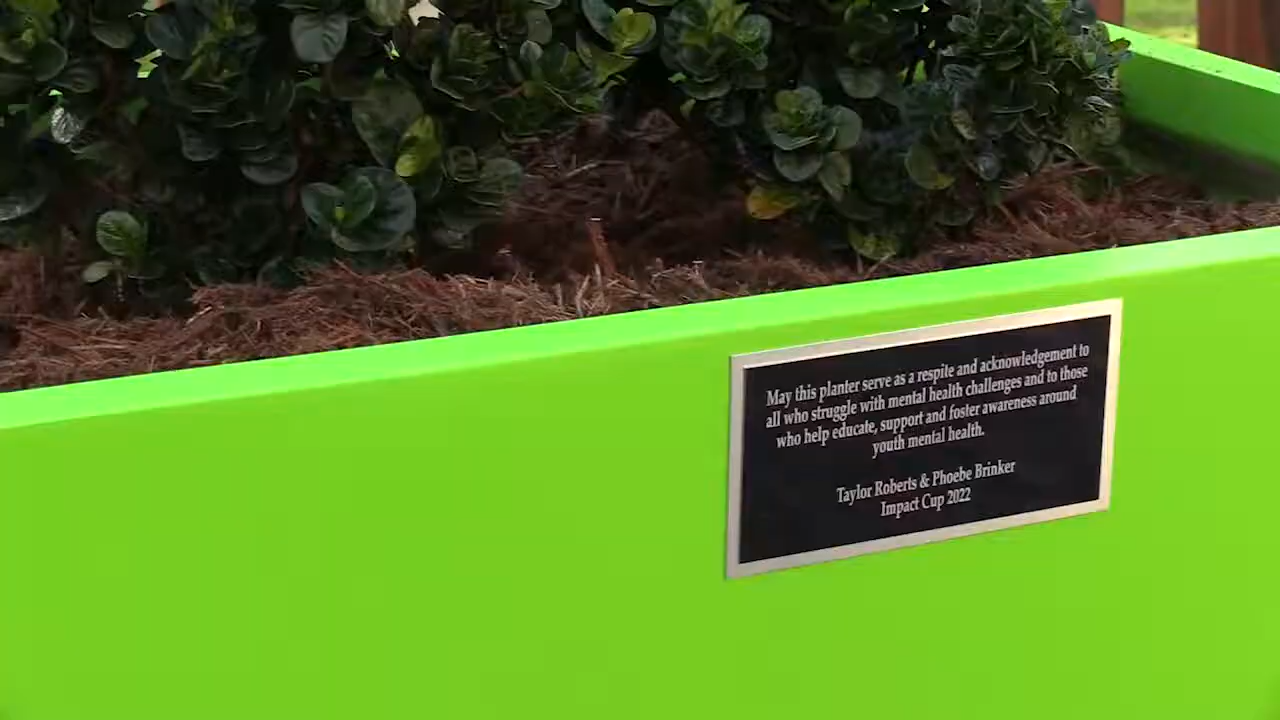 May this planter serve as a respite and acknowledgement to
all who struggle with mental health challenges and to those
who help educate, support and foster awareness around
youth mental health.
Taylor Roberts & Phoebe Brinker
Impact Cup 2022